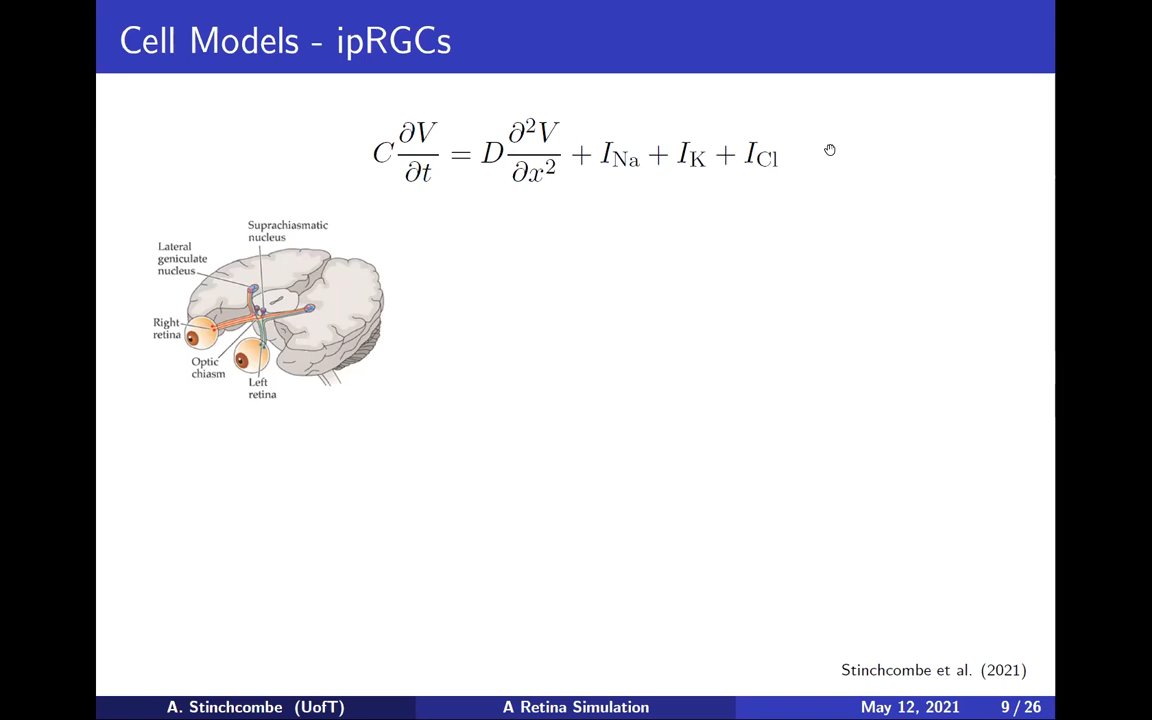 Cell Models - ipRGCs
C ∂V/∂t = D ∂²V/∂x² + I_Na + I_K + I_Cl
Suprachiasmatic
nucleus
Lateral
geniculate
nucleus
Right
retina
Optic
chiasm
Left
retina
Stinchcombe et al. (2021)
A. Stinchcombe (UofT)
A Retina Simulation
May 12, 2021
9 / 26